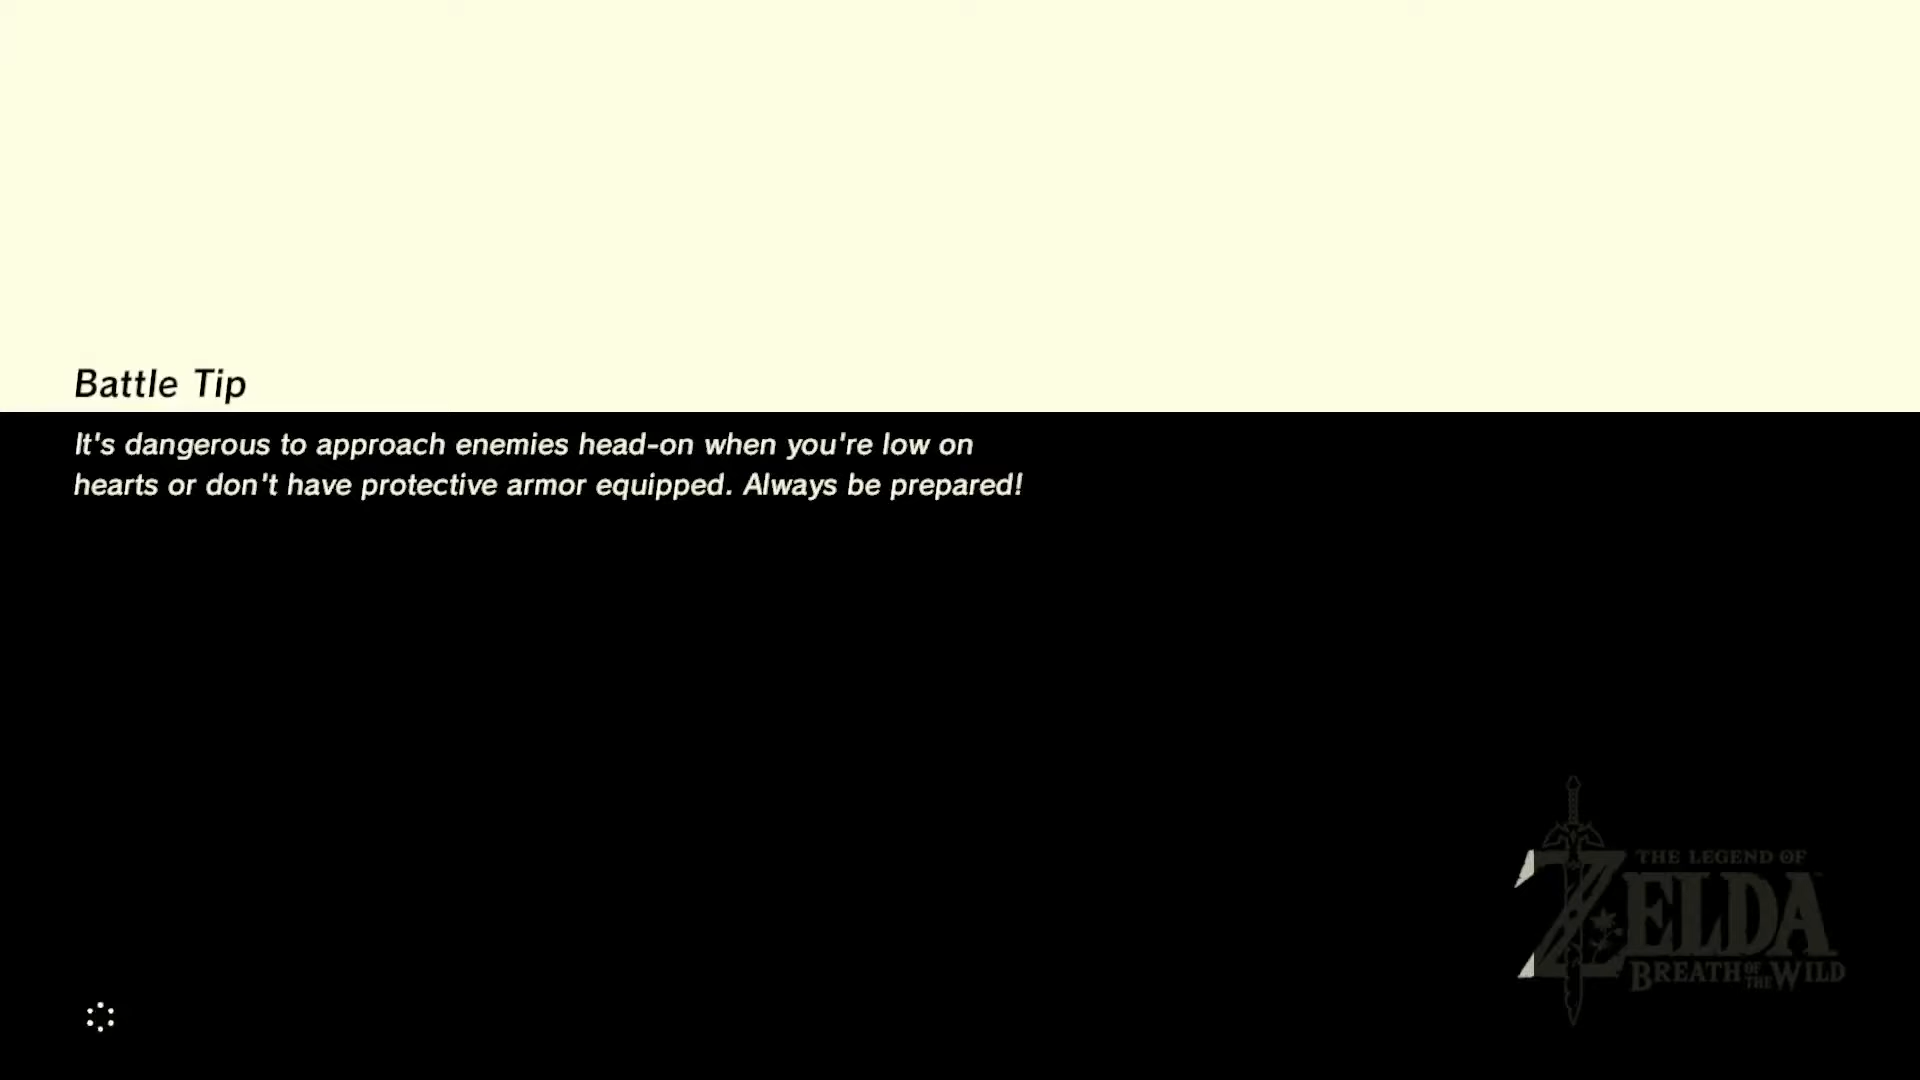 Battle Tip
It's dangerous to approach enemies head-on when you're low on
hearts or don't have protective armor equipped. Always be prepared!
THE LEGEND OF
ZELDA
BREATH OF THE WILD